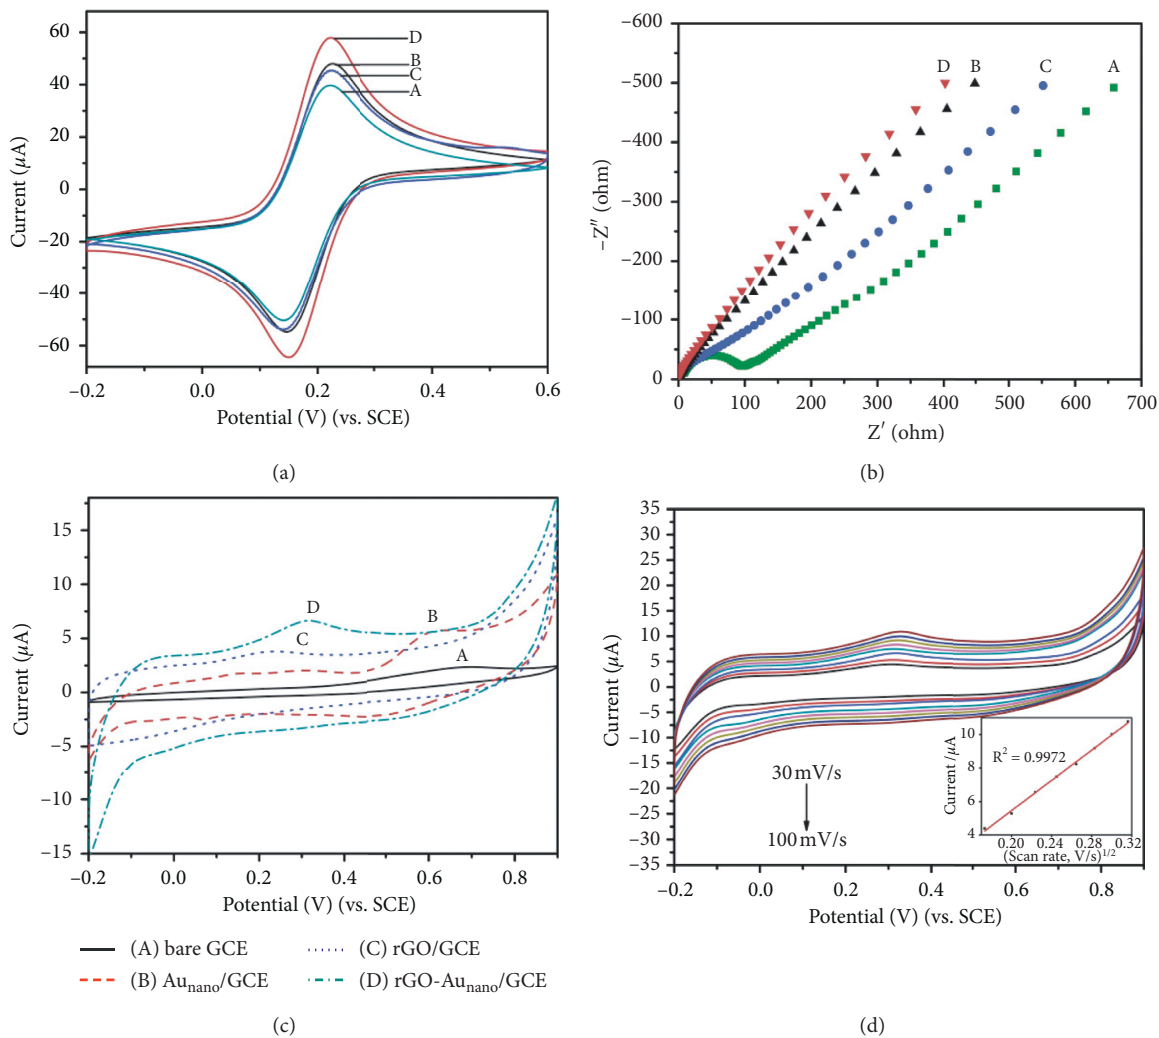 60
40
20
0
−20
−40
−60
Current (μA)
D
B
C
A
−0.2
0.0
0.2
0.4
0.6
Potential (V) (vs. SCE)
(a)
−600
−500
−400
−300
−200
−100
0
−Z″ (ohm)
D
B
C
A
0
100
200
300
400
500
600
700
Z′ (ohm)
(b)
15
10
5
0
−5
−10
−15
Current (μA)
D
C
B
A
−0.2
0.0
0.2
0.4
0.6
0.8
Potential (V) (vs. SCE)
(A) bare GCE
(B) Au_nano/GCE
(C) rGO/GCE
(D) rGO-Au_nano/GCE
(c)
35
30
25
20
15
10
5
0
−5
−10
−15
−20
−25
−30
−35
Current (μA)
30 mV/s
100 mV/s
10
8
6
4
Current /μA
R² = 0.9972
0.20
0.24
0.28
0.32
(Scan rate, V/s)^1/2
−0.2
0.0
0.2
0.4
0.6
0.8
Potential (V) (vs. SCE)
(d)